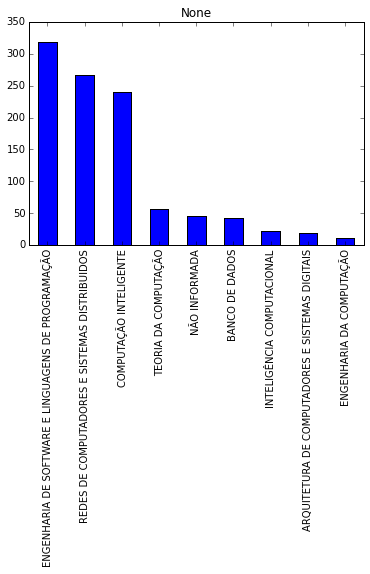 None
350
300
250
200
150
100
50
0
ENGENHARIA DE SOFTWARE E LINGUAGENS DE PROGRAMAÇÃO
REDES DE COMPUTADORES E SISTEMAS DISTRIBUIDOS
COMPUTAÇÃO INTELIGENTE
TEORIA DA COMPUTAÇÃO
NÃO INFORMADA
BANCO DE DADOS
INTELIGÊNCIA COMPUTACIONAL
ARQUITETURA DE COMPUTADORES E SISTEMAS DIGITAIS
ENGENHARIA DA COMPUTAÇÃO